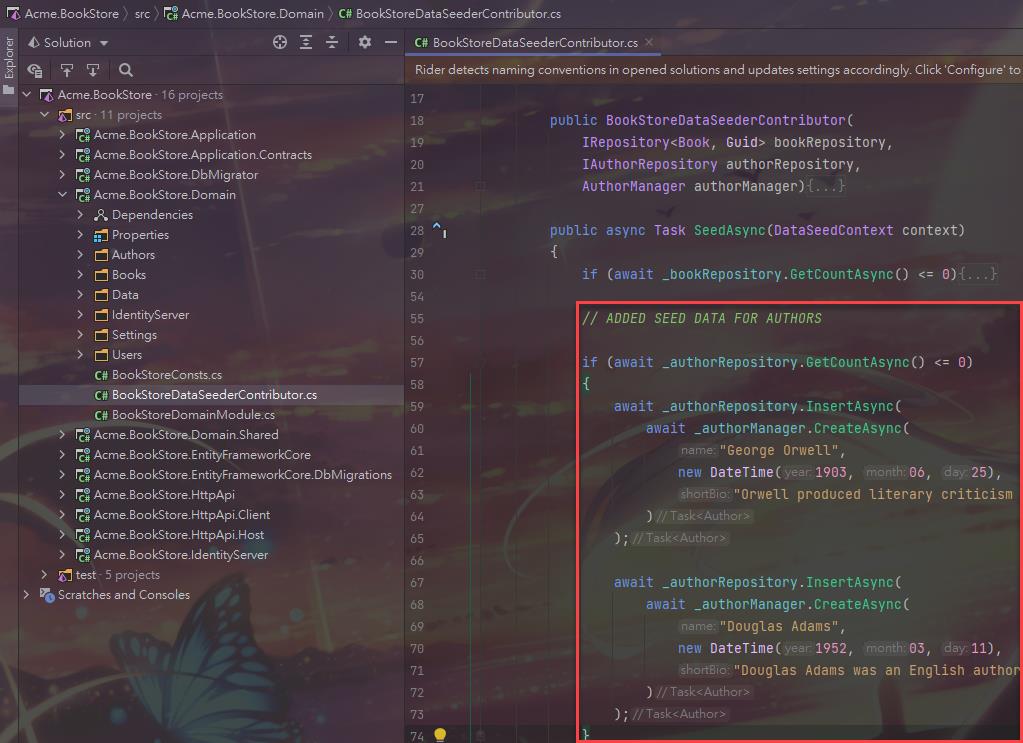 Acme.BookStore 〉 src 〉 Acme.BookStore.Domain 〉 C# BookStoreDataSeederContributor.cs
Explorer
Solution
C# BookStoreDataSeederContributor.cs
Rider detects naming conventions in opened solutions and updates settings accordingly. Click 'Configure' to
Acme.BookStore · 16 projects
src · 11 projects
C# Acme.BookStore.Application
C# Acme.BookStore.Application.Contracts
C# Acme.BookStore.DbMigrator
C# Acme.BookStore.Domain
Dependencies
Properties
Authors
Books
Data
IdentityServer
Settings
Users
C# BookStoreConsts.cs
C# BookStoreDataSeederContributor.cs
C# BookStoreDomainModule.cs
C# Acme.BookStore.Domain.Shared
C# Acme.BookStore.EntityFrameworkCore
C# Acme.BookStore.EntityFrameworkCore.DbMigrations
C# Acme.BookStore.HttpApi
C# Acme.BookStore.HttpApi.Client
C# Acme.BookStore.HttpApi.Host
C# Acme.BookStore.IdentityServer
test · 5 projects
Scratches and Consoles
17
18 public BookStoreDataSeederContributor(
19 IRepository<Book, Guid> bookRepository,
20 IAuthorRepository authorRepository,
21 AuthorManager authorManager){...}
27
28 public async Task SeedAsync(DataSeedContext context)
29 {
30 if (await _bookRepository.GetCountAsync() <= 0){...}
54
55 // ADDED SEED DATA FOR AUTHORS
56
57 if (await _authorRepository.GetCountAsync() <= 0)
58 {
59 await _authorRepository.InsertAsync(
60 await _authorManager.CreateAsync(
61 name: "George Orwell",
62 new DateTime(year: 1903, month: 06, day: 25),
63 shortBio: "Orwell produced literary criticism
64 ) // Task<Author>
65 ); // Task<Author>
66
67 await _authorRepository.InsertAsync(
68 await _authorManager.CreateAsync(
69 name: "Douglas Adams",
70 new DateTime(year: 1952, month: 03, day: 11),
71 shortBio: "Douglas Adams was an English author
72 ) // Task<Author>
73 ); // Task<Author>
74 }